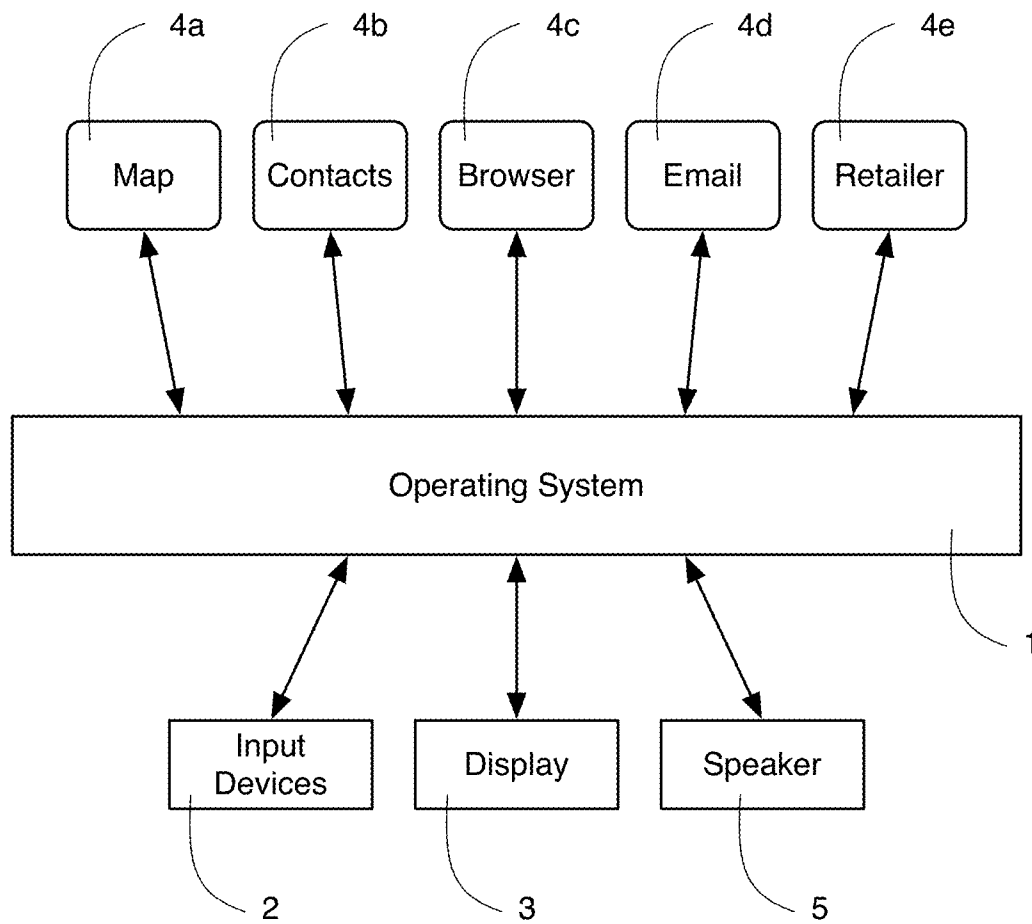 4a 4b 4c 4d 4e
Map Contacts Browser Email Retailer
Operating System
1
Input
Devices
Display
Speaker
2 3 5